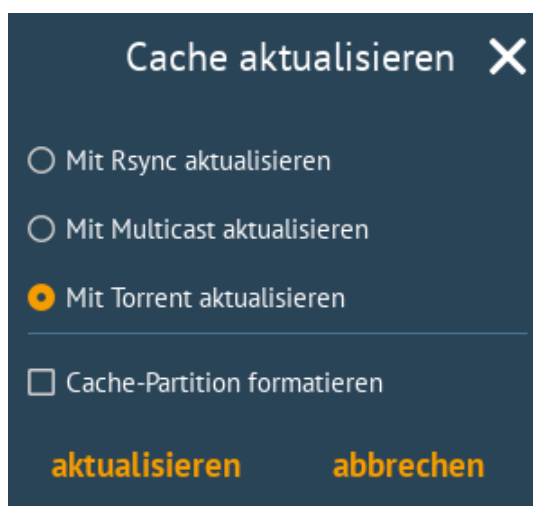 Cache aktualisieren
Mit Rsync aktualisieren
Mit Multicast aktualisieren
Mit Torrent aktualisieren
Cache-Partition formatieren
aktualisieren abbrechen